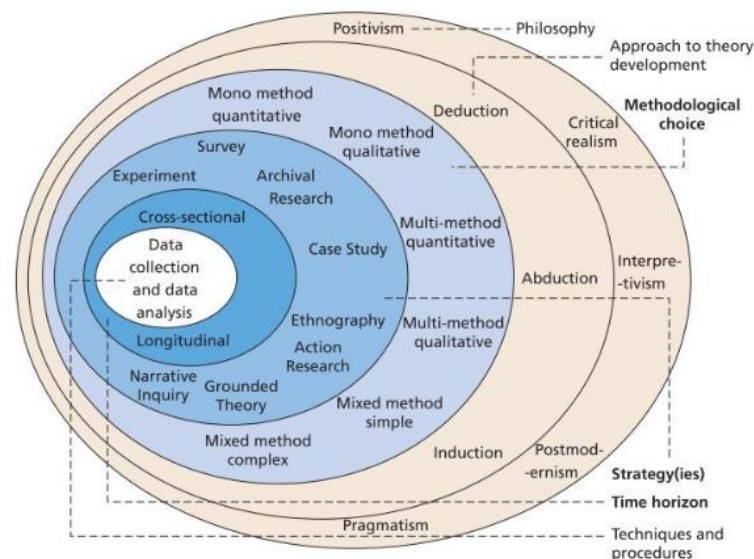 Positivism
Philosophy
Approach to theory
development
Mono method
quantitative
Deduction
Methodological
choice
Critical
realism
Mono method
qualitative
Survey
Experiment
Archival
Research
Cross-sectional
Data
collection
and data
analysis
Case Study
Multi-method
quantitative
Abduction
Interpre-
-tivism
Ethnography
Multi-method
qualitative
Longitudinal
Action
Research
Narrative
Inquiry
Grounded
Theory
Mixed method
simple
Mixed method
complex
Induction
Postmod-
-ernism
Strategy(ies)
Time horizon
Pragmatism
Techniques and
procedures